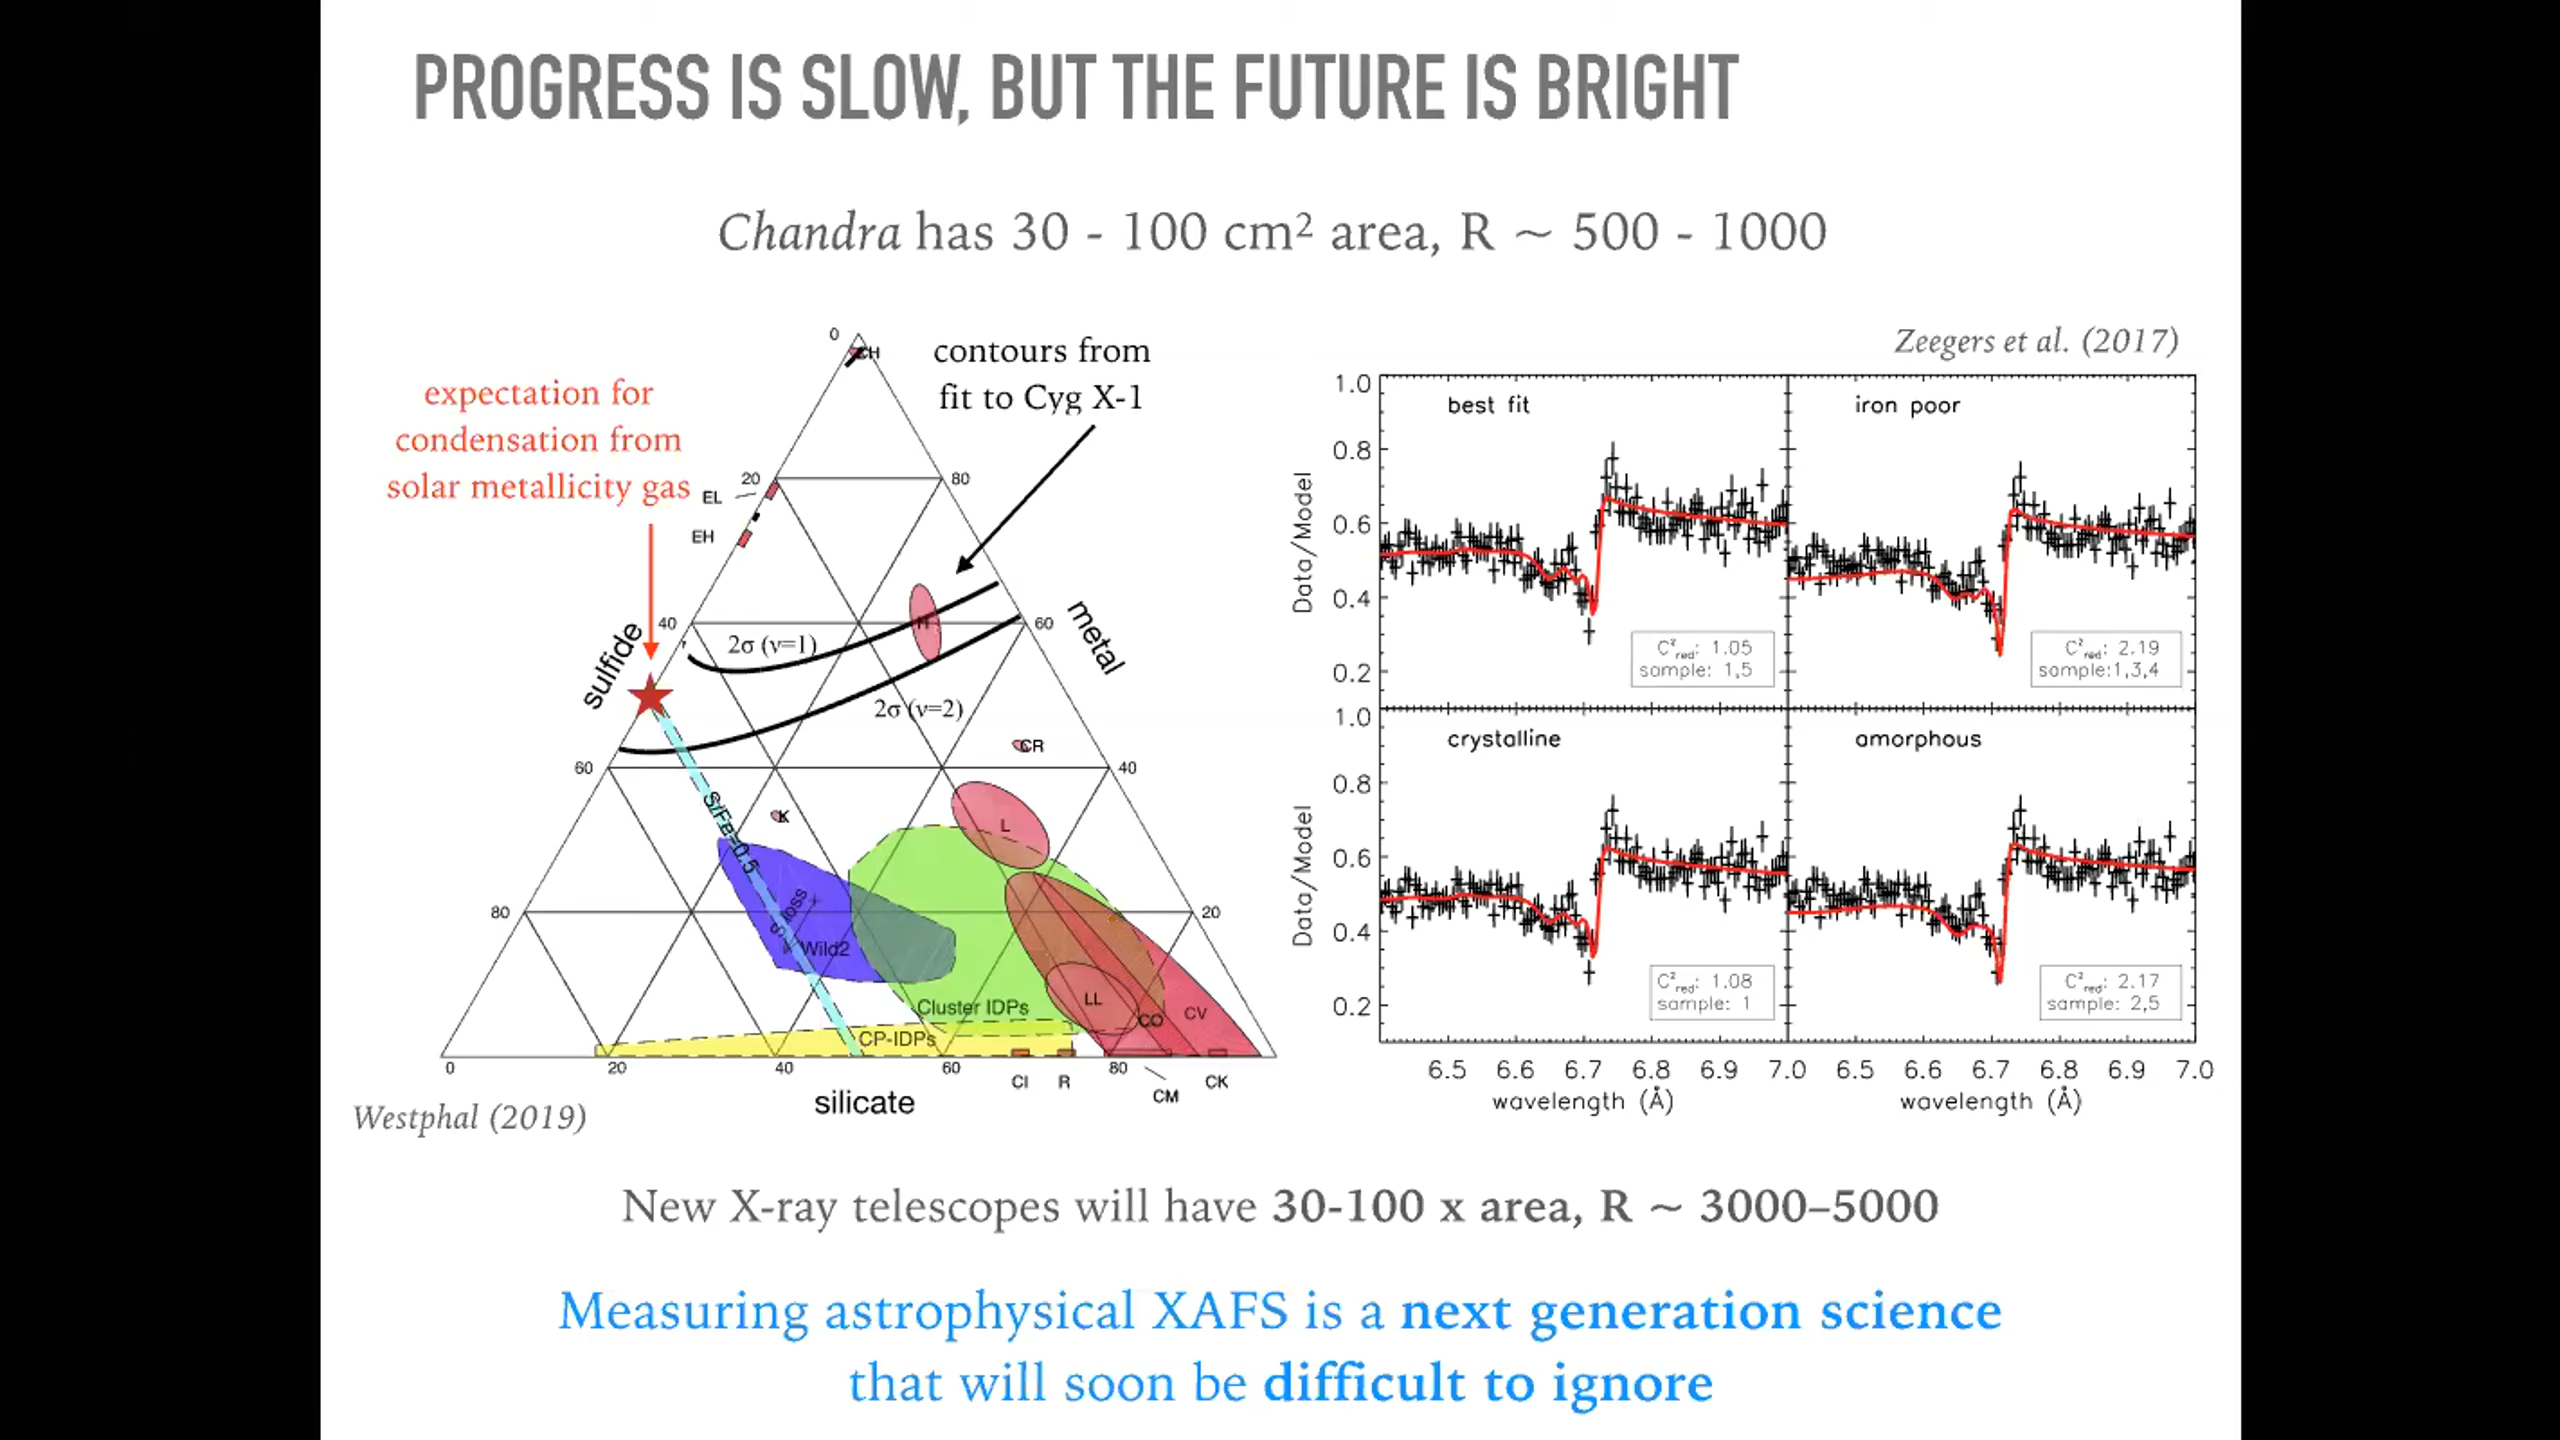 PROGRESS IS SLOW, BUT THE FUTURE IS BRIGHT
Chandra has 30 - 100 cm² area, R ~ 500 - 1000
expectation for
condensation from
solar metallicity gas
contours from
fit to Cyg X-1
0
CH
20
80
EL
EH
40
60
sulfide
metal
2σ (ν=1)
2σ (ν=2)
CR
60
40
S/Fe=0.5
K
L
80
20
S loss
Wild2
Cluster IDPs
LL
CO
CV
CP-IDPs
0
20
40
60
80
CI
R
CM
CK
silicate
Westphal (2019)
Zeegers et al. (2017)
1.0
0.8
0.6
0.4
0.2
Data/Model
best fit
C²red: 1.05
sample: 1,5
iron poor
C²red: 2.19
sample:1,3,4
1.0
0.8
0.6
0.4
0.2
Data/Model
crystalline
C²red: 1.08
sample: 1
amorphous
C²red: 2.17
sample: 2,5
6.5 6.6 6.7 6.8 6.9 7.0 6.5 6.6 6.7 6.8 6.9 7.0
wavelength (Å)
wavelength (Å)
New X-ray telescopes will have 30-100 x area, R ~ 3000–5000
Measuring astrophysical XAFS is a next generation science
that will soon be difficult to ignore